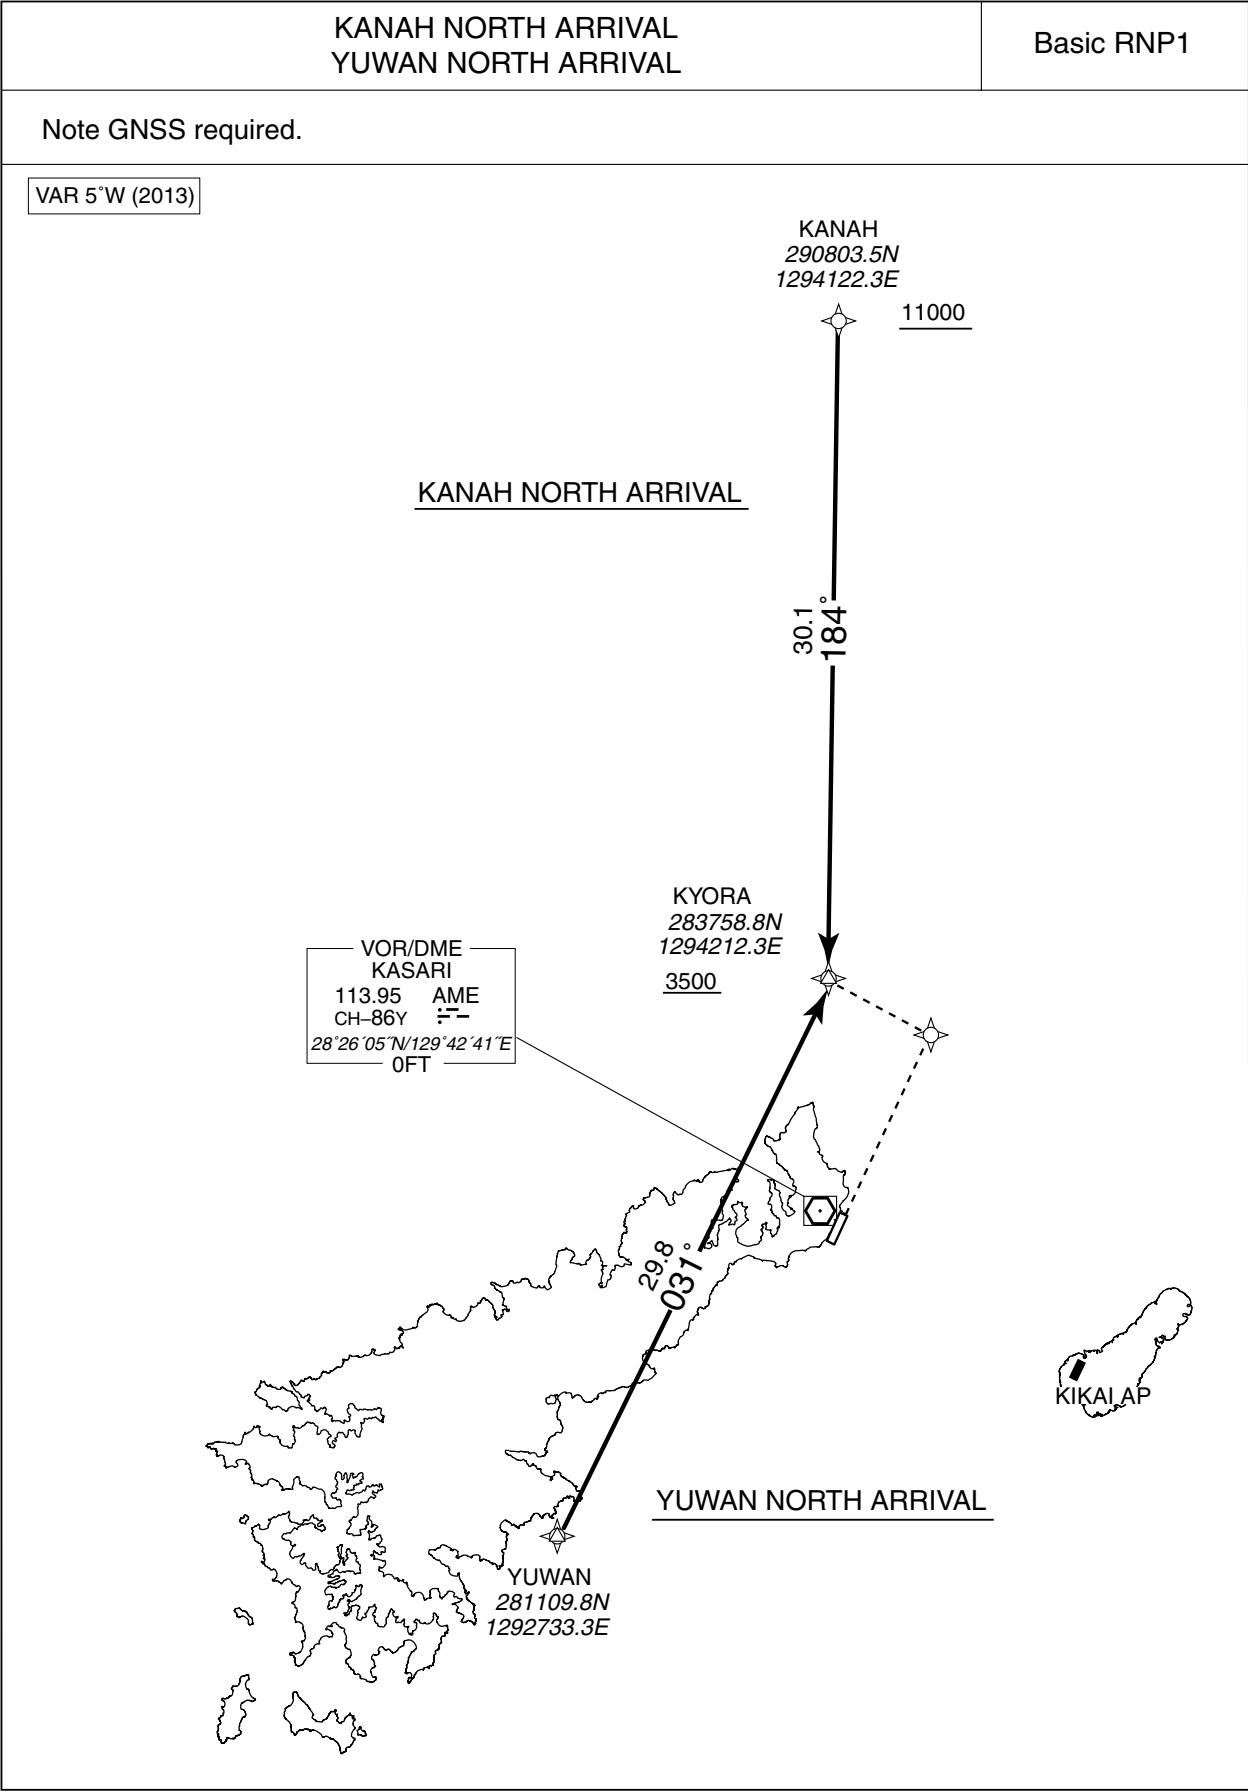 KANAH NORTH ARRIVAL
YUWAN NORTH ARRIVAL
Basic RNP1
Note GNSS required.
VAR 5˚W (2013)
KANAH
290803.5N
1294122.3E
11000
KANAH NORTH ARRIVAL
30.1
184°
KYORA
283758.8N
1294212.3E
3500
VOR/DME
KASARI
113.95 AME
CH–86Y
28˚26´05˝N/129˚42´41˝E
0FT
29.8
031°
KIKAI AP
YUWAN NORTH ARRIVAL
YUWAN
281109.8N
1292733.3E